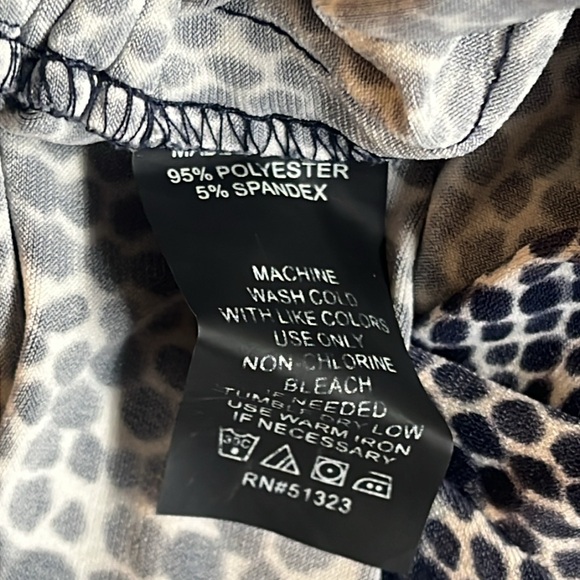 95% POLYESTER
5% SPANDEX
MACHINE
WASH COLD
WITH LIKE COLORS
USE ONLY
NON-CHLORINE
BLEACH
IF NEEDED
TUMBLE DRY LOW
USE WARM IRON
IF NECESSARY
RN#51323